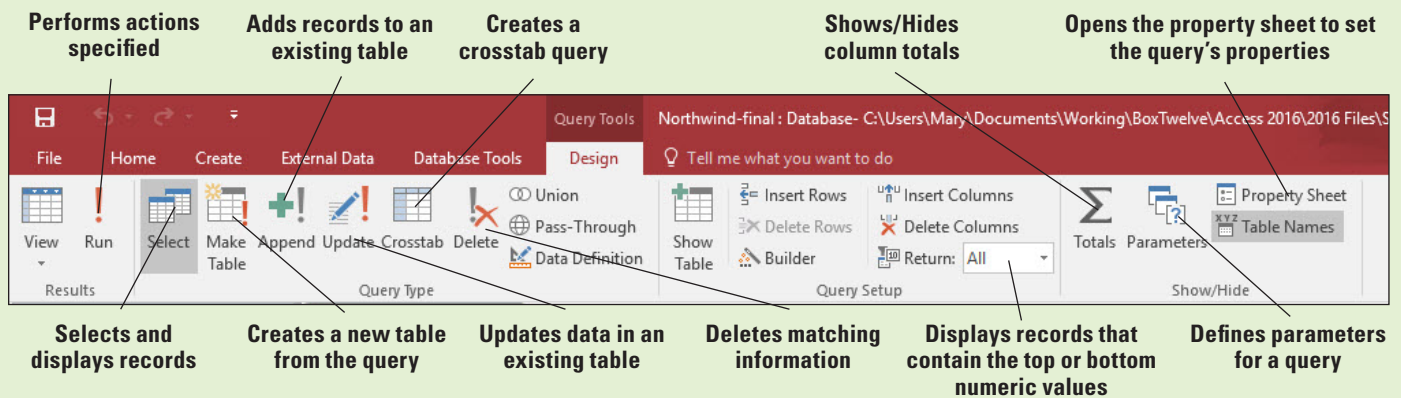 Performs actions
specified
Adds records to an
existing table
Creates a
crosstab query
Shows/Hides
column totals
Opens the property sheet to set
the query's properties
Query Tools
Northwind-final : Database- C:\Users\Mary\Documents\Working\BoxTwelve\Access 2016\2016 Files\S
File
Home
Create
External Data
Database Tools
Design
Tell me what you want to do
View
Run
Select
Make
Table
Append
Update
Crosstab
Delete
Union
Pass-Through
Data Definition
Show
Table
Insert Rows
Delete Rows
Builder
Insert Columns
Delete Columns
Return: All
Totals
Parameters
Property Sheet
Table Names
Results
Query Type
Query Setup
Show/Hide
Selects and
displays records
Creates a new table
from the query
Updates data in an
existing table
Deletes matching
information
Displays records that
contain the top or bottom
numeric values
Defines parameters
for a query